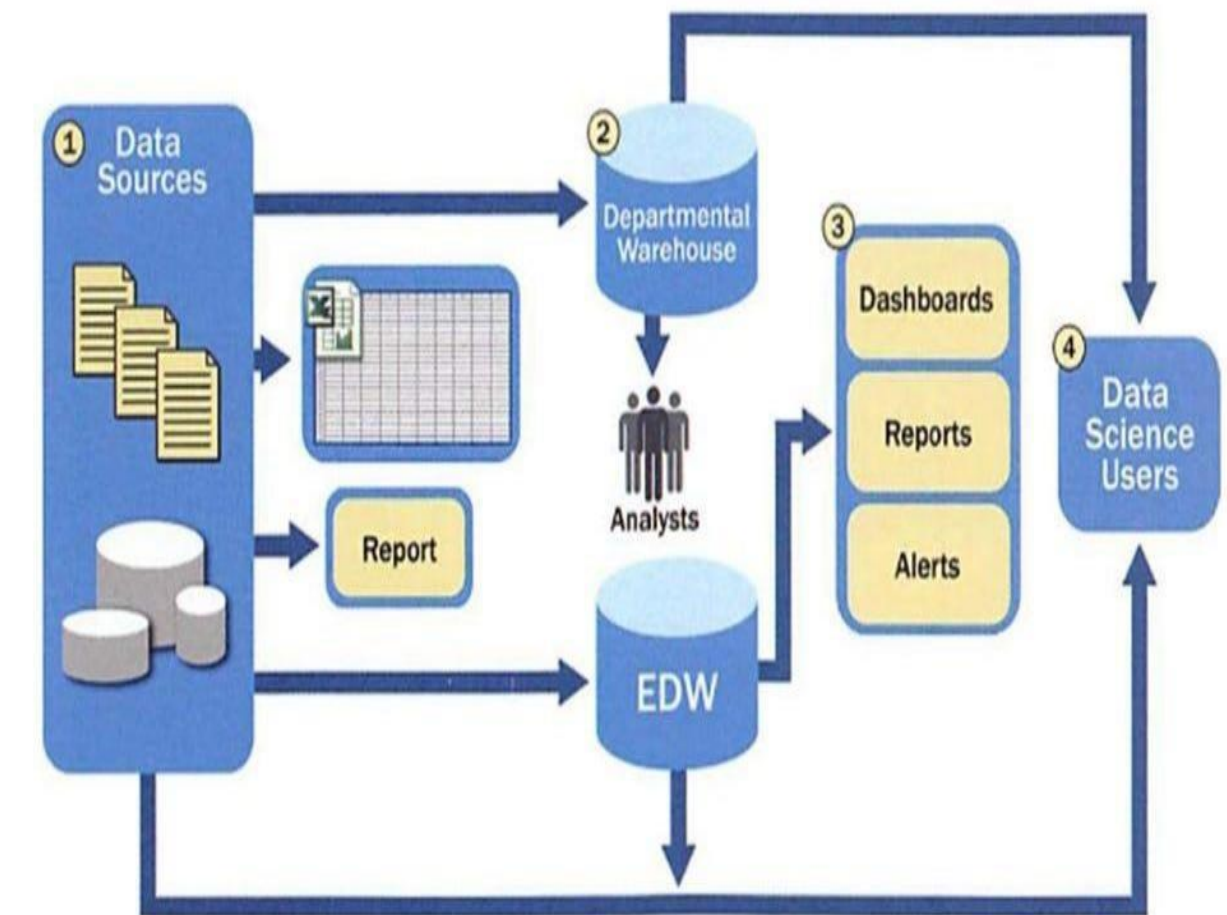 1
Data
Sources
2
Departmental
Warehouse
3
Dashboards
4
Data
Science
Users
Reports
Analysts
Report
Alerts
EDW